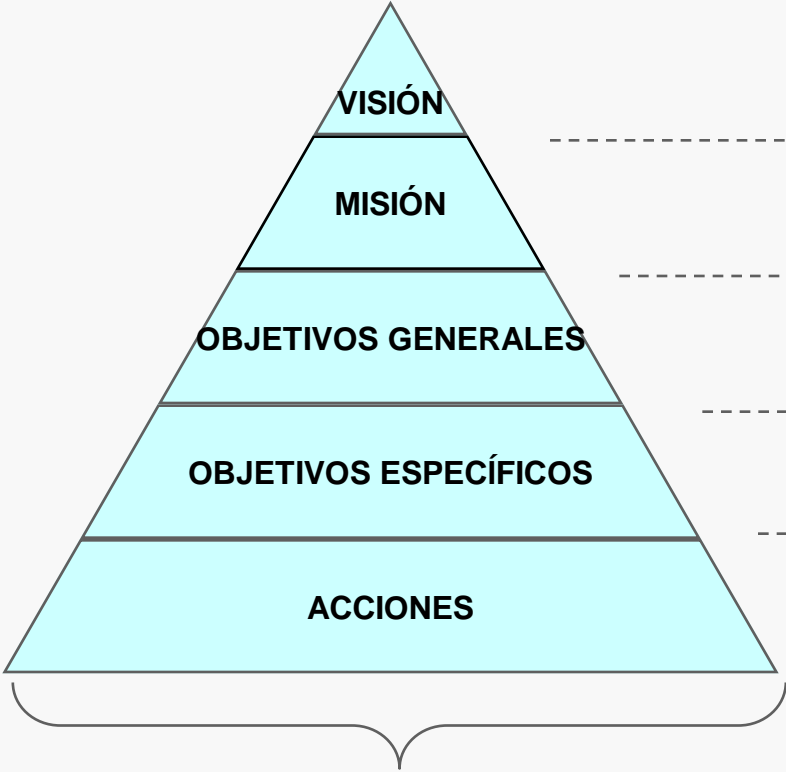 VISIÓN
MISIÓN
OBJETIVOS GENERALES
OBJETIVOS ESPECÍFICOS
ACCIONES